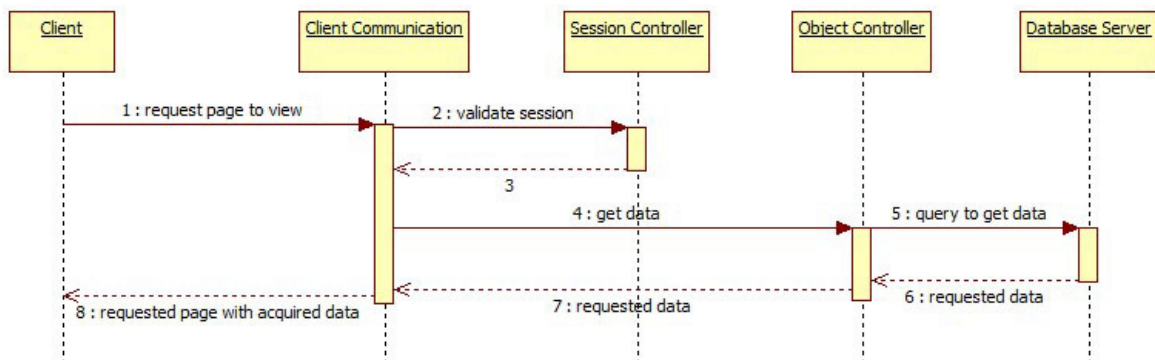 Client
Client Communication
Session Controller
Object Controller
Database Server
1 : request page to view
2 : validate session
3
4 : get data
5 : query to get data
6 : requested data
7 : requested data
8 : requested page with acquired data